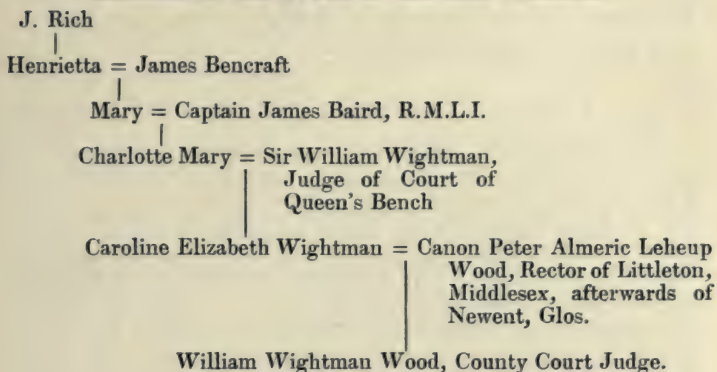 J. Rich
Henrietta = James Bencraft
Mary = Captain James Baird, R.M.L.I.
Charlotte Mary = Sir William Wightman,
Judge of Court of
Queen's Bench
Caroline Elizabeth Wightman = Canon Peter Almeric Leheup
Wood, Rector of Littleton,
Middlesex, afterwards of
Newent, Glos.
William Wightman Wood, County Court Judge.